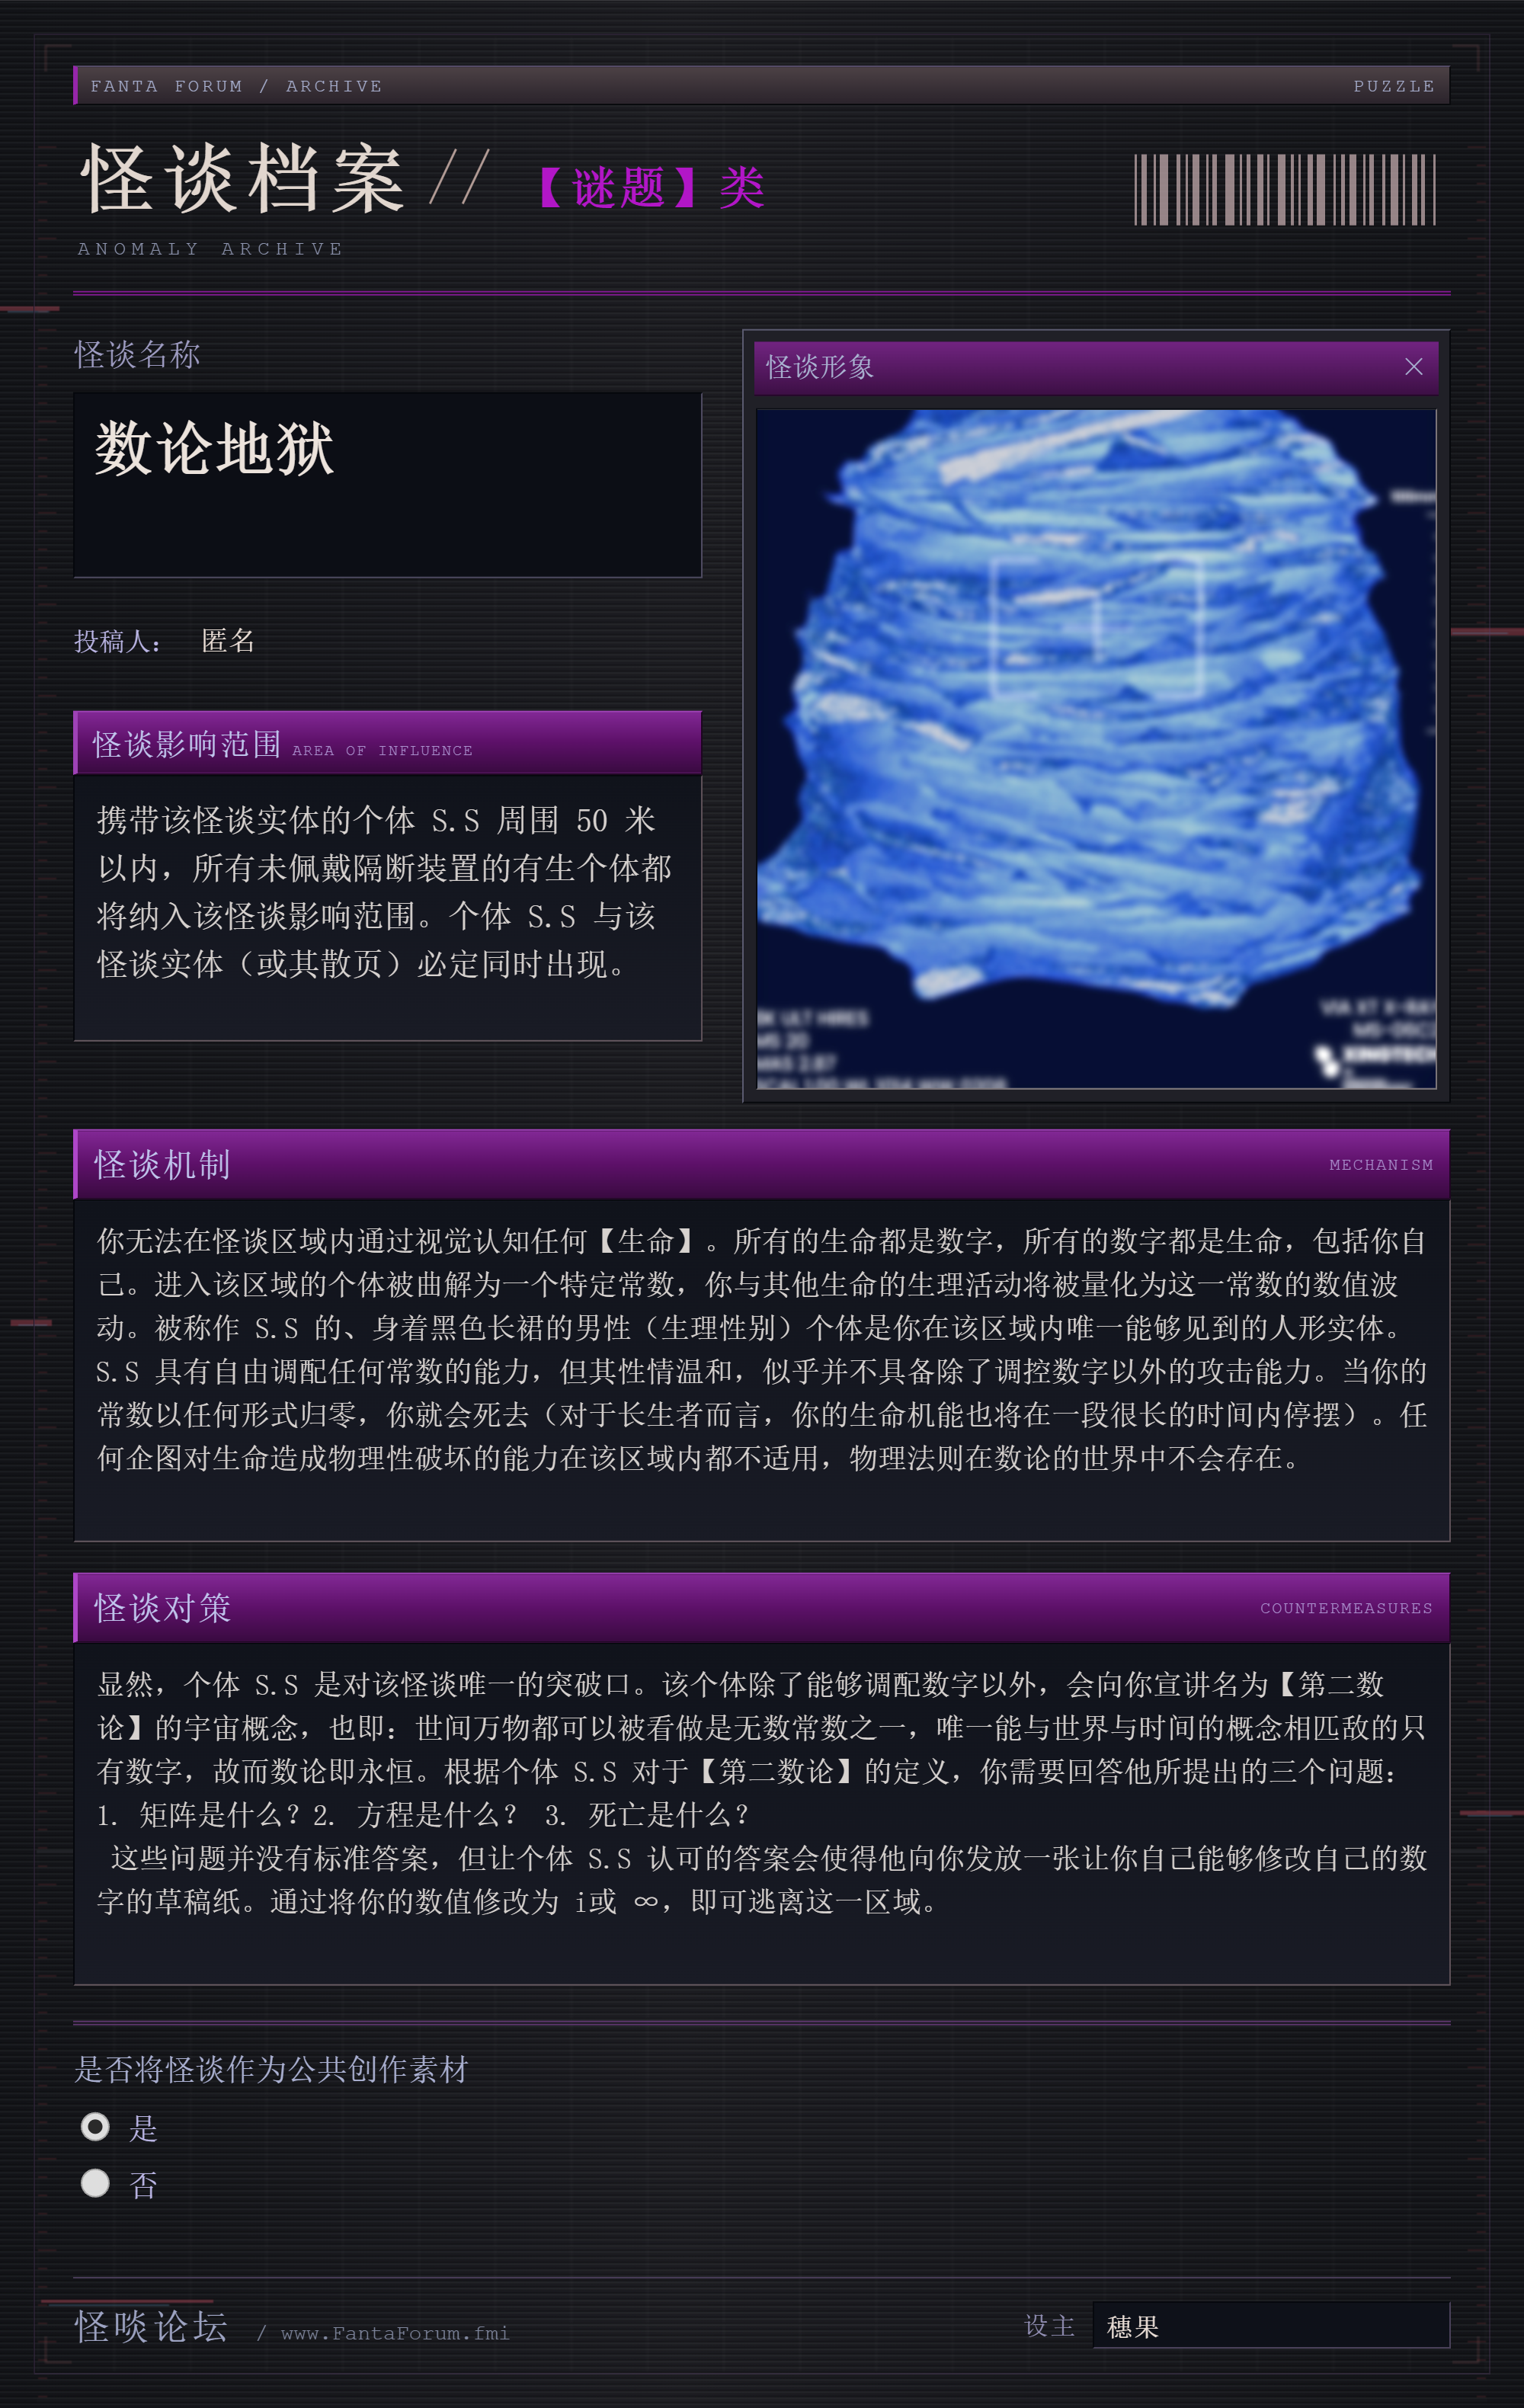 FANTA FORUM / ARCHIVE
PUZZLE
怪谈档案 // 【谜题】类
ANOMALY ARCHIVE
怪谈名称
数论地狱
投稿人： 匿名
怪谈影响范围 AREA OF INFLUENCE
携带该怪谈实体的个体 S.S 周围 50 米
以内，所有未佩戴隔断装置的有生个体都
将纳入该怪谈影响范围。个体 S.S 与该
怪谈实体（或其散页）必定同时出现。
怪谈形象
MAS 2.87
VIA XT X-RAY
怪谈机制
MECHANISM
你无法在怪谈区域内通过视觉认知任何【生命】。所有的生命都是数字，所有的数字都是生命，包括你自
己。进入该区域的个体被曲解为一个特定常数，你与其他生命的生理活动将被量化为这一常数的数值波
动。被称作 S.S 的、身着黑色长裙的男性（生理性别）个体是你在该区域内唯一能够见到的人形实体。
S.S 具有自由调配任何常数的能力，但其性情温和，似乎并不具备除了调控数字以外的攻击能力。当你的
常数以任何形式归零，你就会死去（对于长生者而言，你的生命机能也将在一段很长的时间内停摆）。任
何企图对生命造成物理性破坏的能力在该区域内都不适用，物理法则在数论的世界中不会存在。
怪谈对策
COUNTERMEASURES
显然，个体 S.S 是对该怪谈唯一的突破口。该个体除了能够调配数字以外，会向你宣讲名为【第二数
论】的宇宙概念，也即：世间万物都可以被看做是无数常数之一，唯一能与世界与时间的概念相匹敌的只
有数字，故而数论即永恒。根据个体 S.S 对于【第二数论】的定义，你需要回答他所提出的三个问题：
1. 矩阵是什么？2. 方程是什么？ 3. 死亡是什么？
这些问题并没有标准答案，但让个体 S.S 认可的答案会使得他向你发放一张让你自己能够修改自己的数
字的草稿纸。通过将你的数值修改为 i或 ∞，即可逃离这一区域。
是否将怪谈作为公共创作素材
是
否
怪啖论坛 / www.FantaForum.fmi
设主 穗果